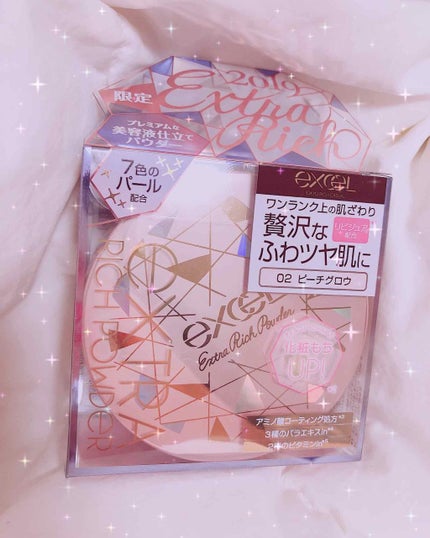 限定
2019
Extra
Rich
プレミアムな
美容液仕立て
パウダー
7色の
パール
配合
excel
ワンランク上の肌ざわり
贅沢な
ふわツヤ肌に
02 ピーチグロウ
excel
Extra Rich Powder
化粧もち
UP!
EXTRA
RICH POWDER
アミノ酸コーティング処方
3種のバラエキスin
2種のビタミンin